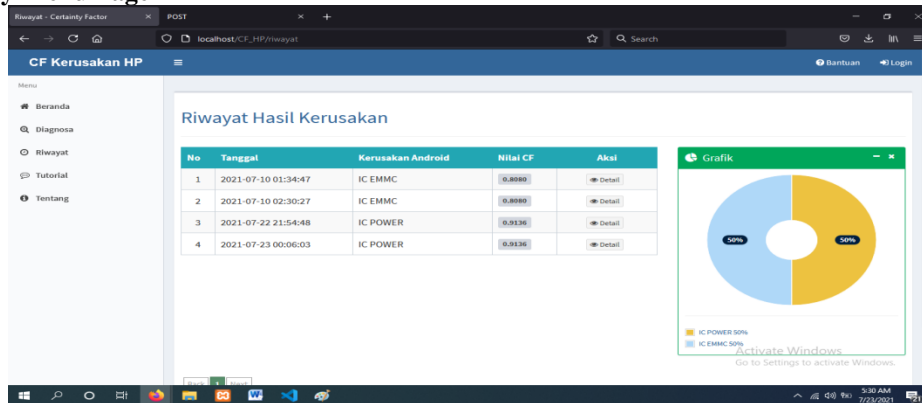 Riwayat - Certainty Factor × POST × +
localhost/CF_HP/riwayat Search
CF Kerusakan HP Bantuan Login
Menu
Beranda
Diagnosa
Riwayat
Tutorial
Tentang
Riwayat Hasil Kerusakan
No Tanggal Kerusakan Android Nilai CF Aksi
1 2021-07-10 01:34:47 IC EMMC 0.8080 Detail
2 2021-07-10 02:30:27 IC EMMC 0.8080 Detail
3 2021-07-22 21:54:48 IC POWER 0.9136 Detail
4 2021-07-23 00:06:03 IC POWER 0.9136 Detail
Grafik
50% 50%
IC POWER 50%
IC EMMC 50%
Activate Windows
Go to Settings to activate Windows.
Back 1 Next
5:30 AM
7/23/2021